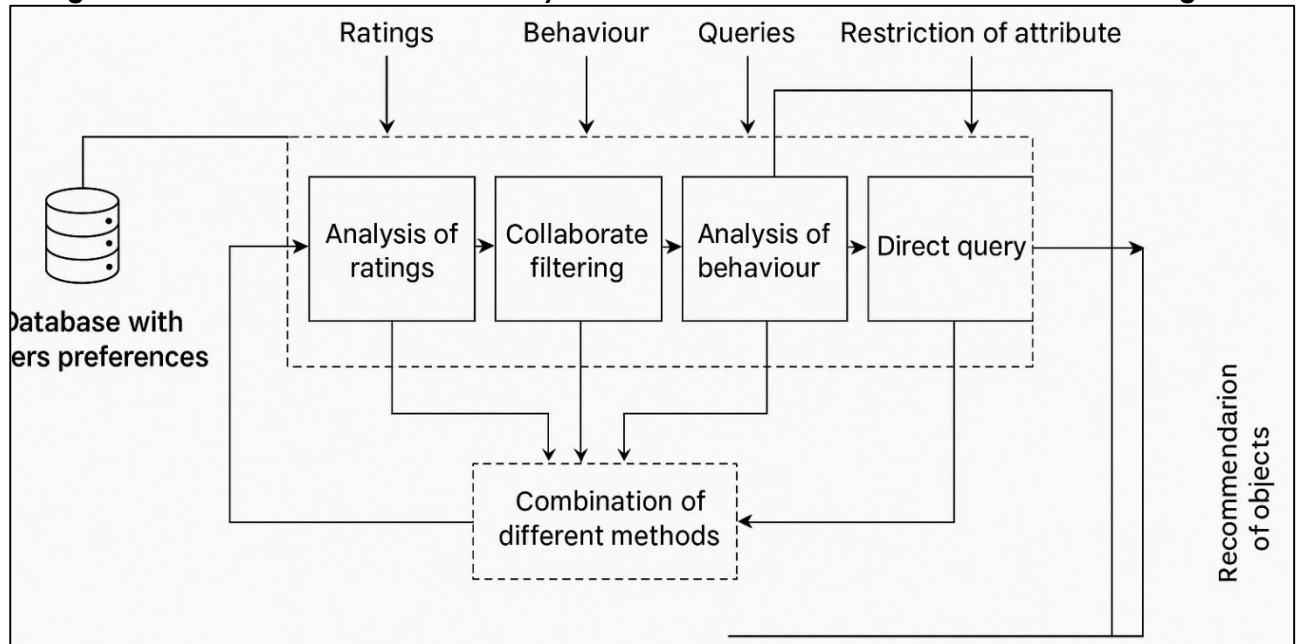 Ratings
Behaviour
Queries
Restriction of attribute
Analysis of
ratings
Collaborate
filtering
Analysis of
behaviour
Direct query
Database with
ers preferences
Combination of
different methods
Recommendarion
of objects